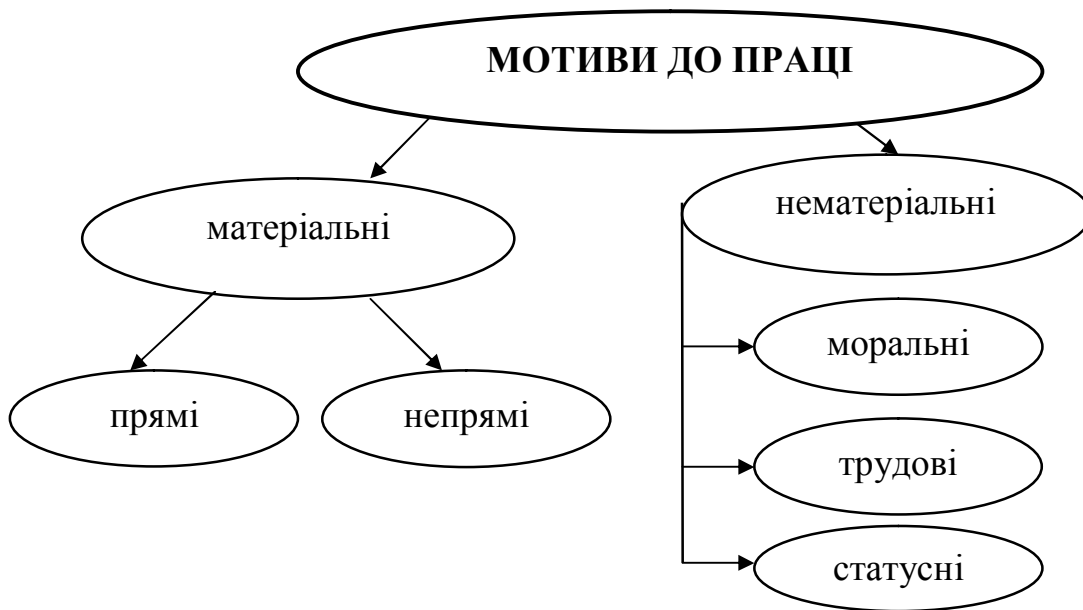 МОТИВИ ДО ПРАЦІ
матеріальні
нематеріальні
прямі
непрямі
моральні
трудові
статусні